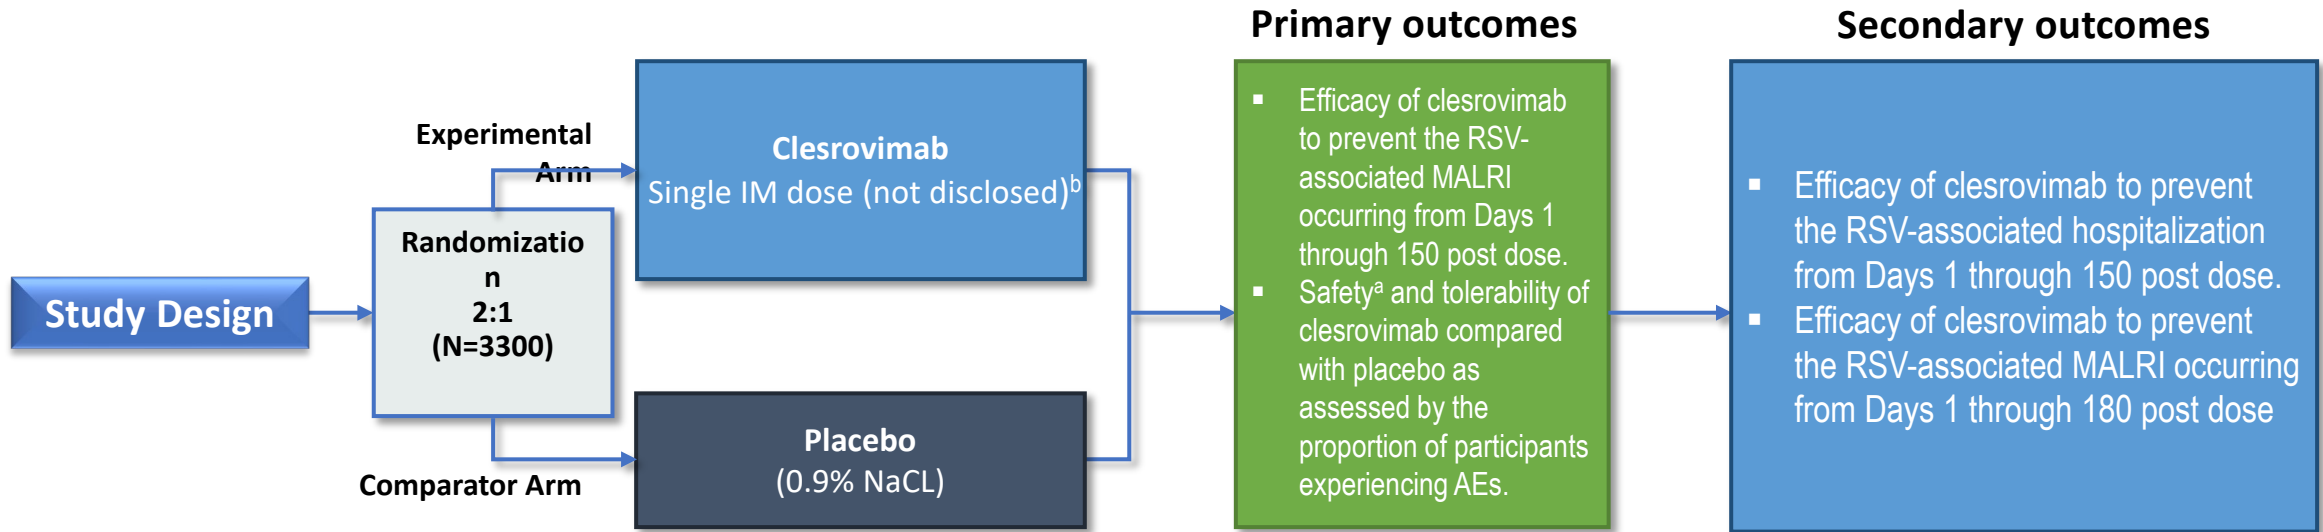 Study Design
Randomizatio
n
2:1
(N=3300)
Experimental
Arm
Clesrovimab
Single IM dose (not disclosed)ᵇ
Comparator Arm
Placebo
(0.9% NaCL)
Primary outcomes
▪ Efficacy of clesrovimab
to prevent the RSV-
associated MALRI
occurring from Days 1
through 150 post dose.
▪ Safetyᵃ and tolerability of
clesrovimab compared
with placebo as
assessed by the
proportion of participants
experiencing AEs.
Secondary outcomes
▪ Efficacy of clesrovimab to prevent
the RSV-associated hospitalization
from Days 1 through 150 post dose.
▪ Efficacy of clesrovimab to prevent
the RSV-associated MALRI occurring
from Days 1 through 180 post dose